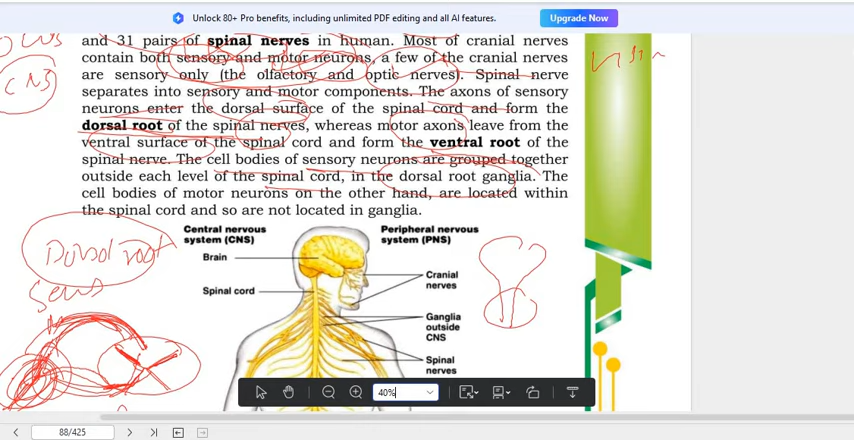 Unlock 80+ Pro benefits, including unlimited PDF editing and all AI features.
Upgrade Now
and 31 pairs of spinal nerves in human. Most of cranial nerves
contain both sensory and motor neurons, a few of the cranial nerves
are sensory only (the olfactory and optic nerves). Spinal nerve
separates into sensory and motor components. The axons of sensory
neurons enter the dorsal surface of the spinal cord and form the
dorsal root of the spinal nerves, whereas motor axons leave from the
ventral surface of the spinal cord and form the ventral root of the
spinal nerve. The cell bodies of sensory neurons are grouped together
outside each level of the spinal cord, in the dorsal root ganglia. The
cell bodies of motor neurons on the other hand, are located within
the spinal cord and so are not located in ganglia.
CNS
Dorsal root
Sens
Central nervous
system (CNS)
Brain
Spinal cord
Peripheral nervous
system (PNS)
Cranial
nerves
Ganglia
outside
CNS
Spinal
nerves
40%
88/425